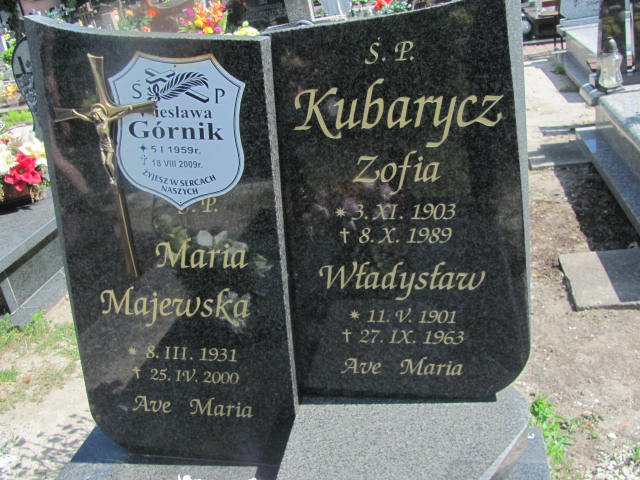 Ś P
Wiesława
Górnik
✦ 5 I 1959r.
† 18 VIII 2009r.
ŻYJESZ W SERCACH
NASZYCH
Ś. P.
Maria
Majewska
* 8. III. 1931
† 25. IV. 2000
Ave Maria
Ś. P.
Kubarycz
Zofia
* 3. XI. 1903
† 8. X. 1989
Władysław
* 11. V. 1901
† 27. IX. 1963
Ave Maria